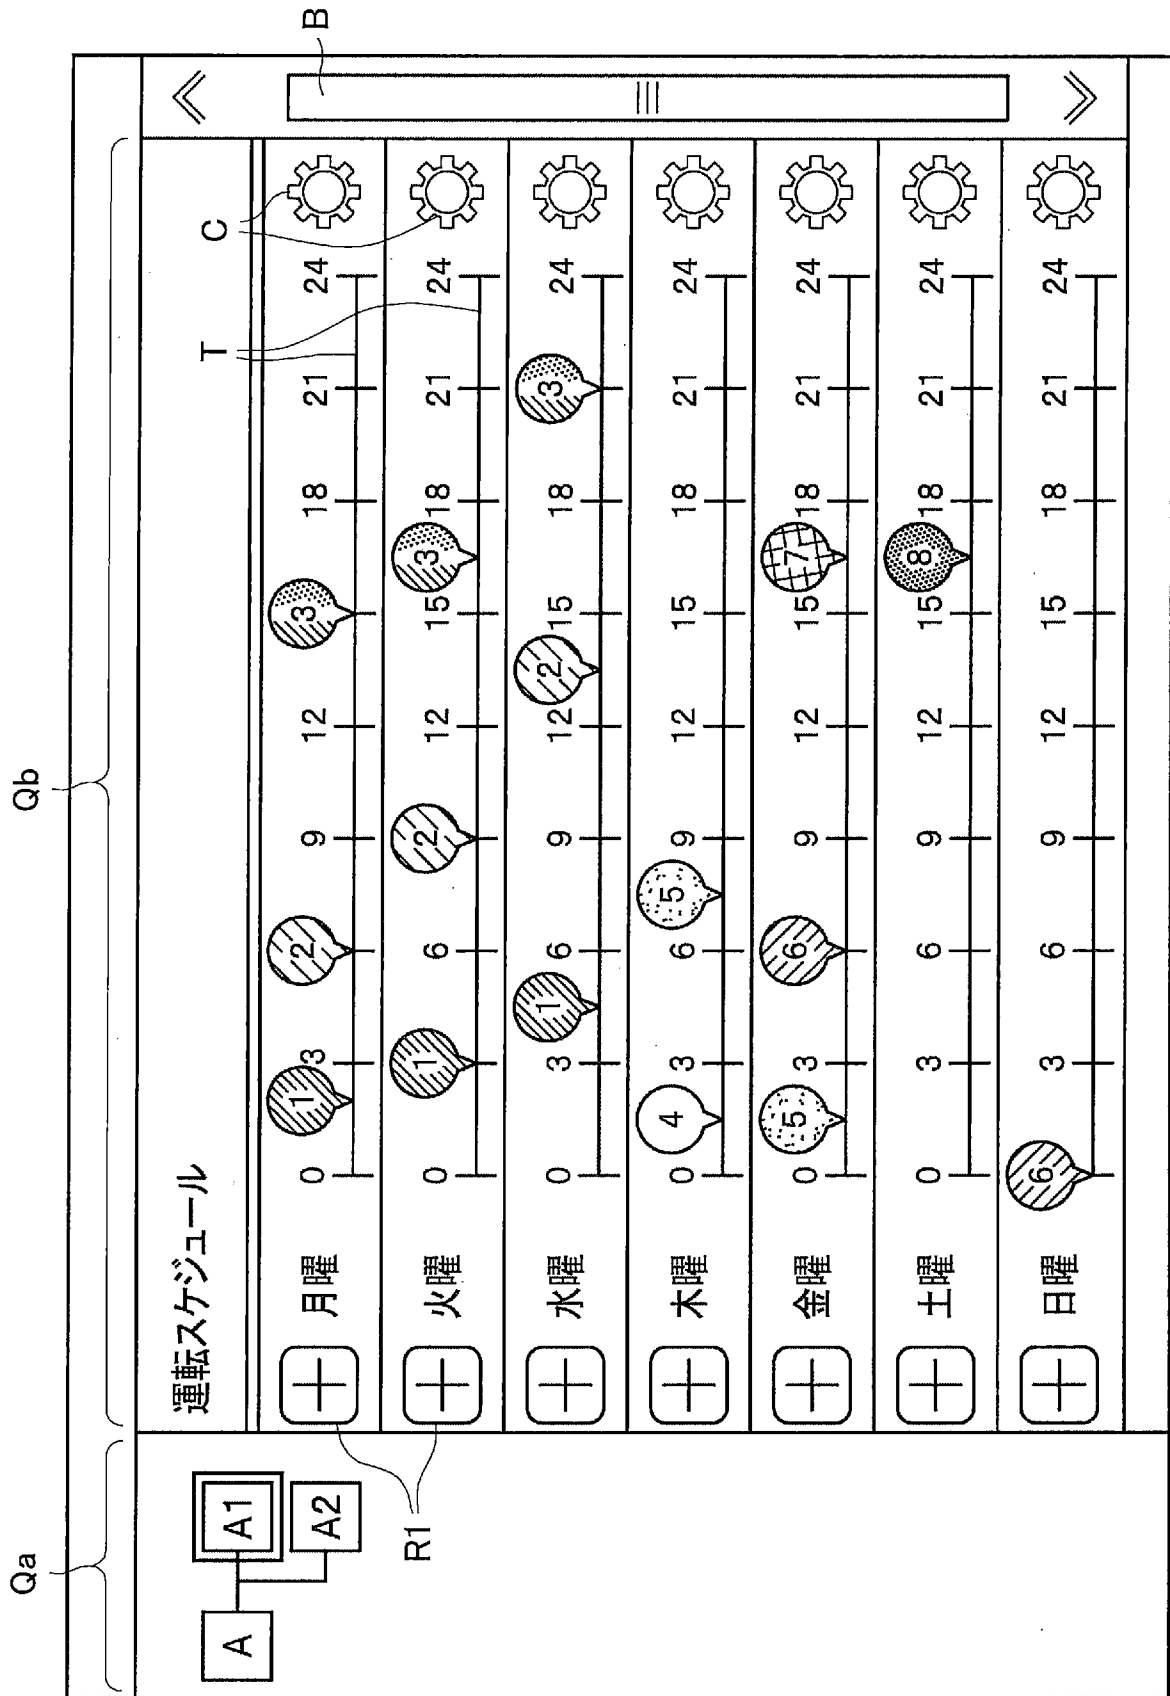 Qa
Qb
A
A1
A2
運転スケジュール
T
C
B
R1
月曜 0 3 6 9 12 15 18 21 24
1 2 3
火曜 0 3 6 9 12 15 18 21 24
1 2 3
水曜 0 3 6 9 12 15 18 21 24
1 2 3
木曜 0 3 6 9 12 15 18 21 24
4 5
金曜 0 3 6 9 12 15 18 21 24
5 6 7
土曜 0 3 6 9 12 15 18 21 24
8
日曜 0 3 6 9 12 15 18 21 24
6